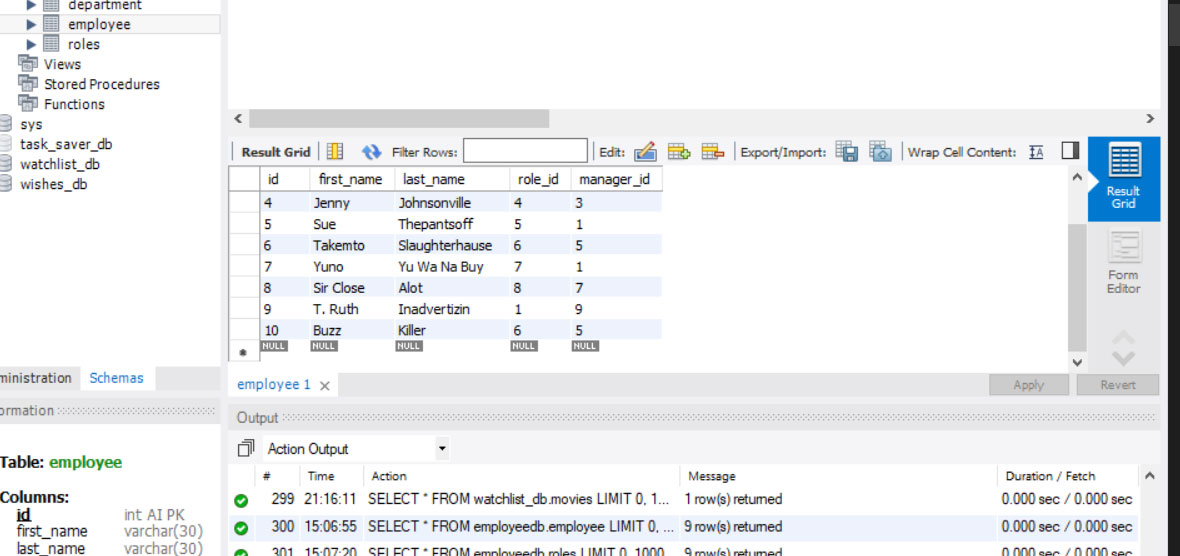 department
employee
roles
Views
Stored Procedures
Functions
sys
task_saver_db
watchlist_db
wishes_db
ministration Schemas
ormation
Table: employee
Columns:
id int AI PK
first_name varchar(30)
last_name varchar(30)
Result Grid Filter Rows: Edit: Export/Import: Wrap Cell Content: IA
id first_name last_name role_id manager_id
4 Jenny Johnsonville 4 3
5 Sue Thepantsoff 5 1
6 Takemto Slaughterhause 6 5
7 Yuno Yu Wa Na Buy 7 1
8 Sir Close Alot 8 7
9 T. Ruth Inadvertizin 1 9
10 Buzz Killer 6 5
NULL NULL NULL NULL NULL
Result
Grid
Form
Editor
employee 1 Apply Revert
Output
Action Output
# Time Action Message Duration / Fetch
299 21:16:11 SELECT * FROM watchlist_db.movies LIMIT 0, 1... 1 row(s) returned 0.000 sec / 0.000 sec
300 15:06:55 SELECT * FROM employeedb.employee LIMIT 0, ... 9 row(s) returned 0.000 sec / 0.000 sec
301 15:07:20 SELECT * FROM employeedb.roles LIMIT 0, 1000 9 row(s) returned 0.000 sec / 0.000 sec